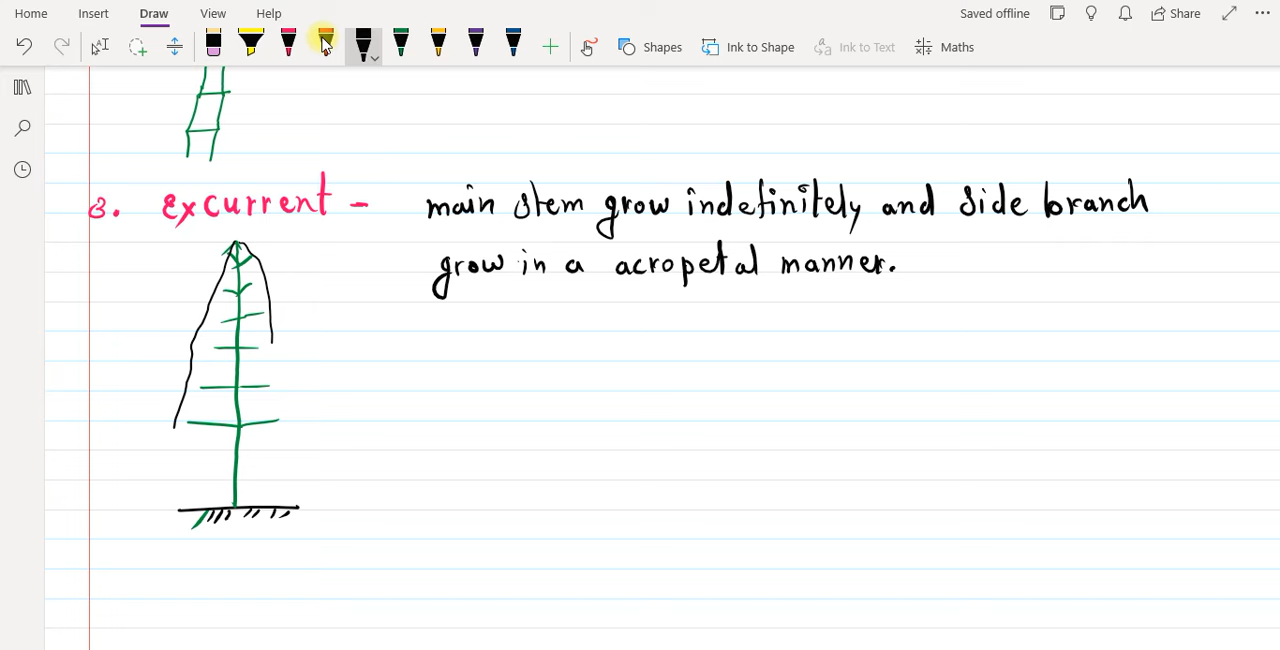 Home Insert Draw View Help Saved offline Share
Shapes Ink to Shape Ink to Text Maths
3. Excurrent - main stem grow indefinitely and side branch
grow in a acropetal manner.